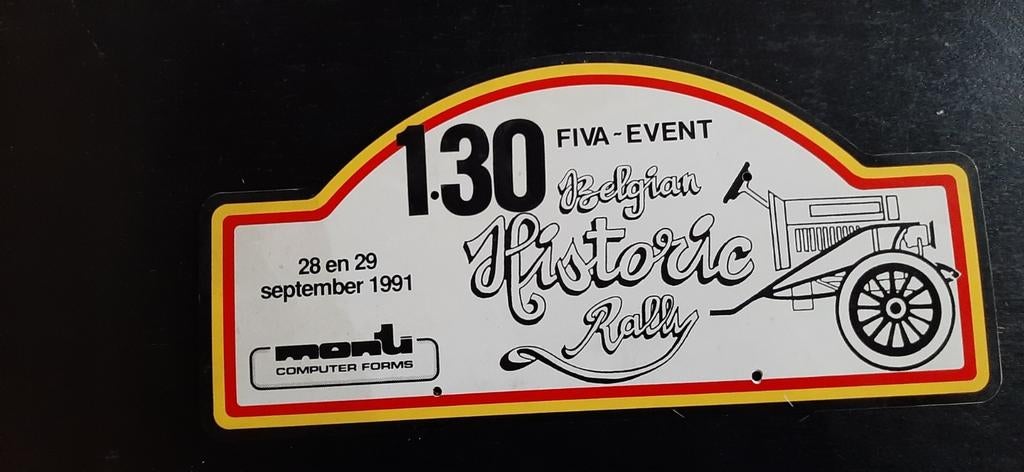 1.30
FIVA-EVENT
Belgian
Historic
Rally
28 en 29
september 1991
monti
COMPUTER FORMS